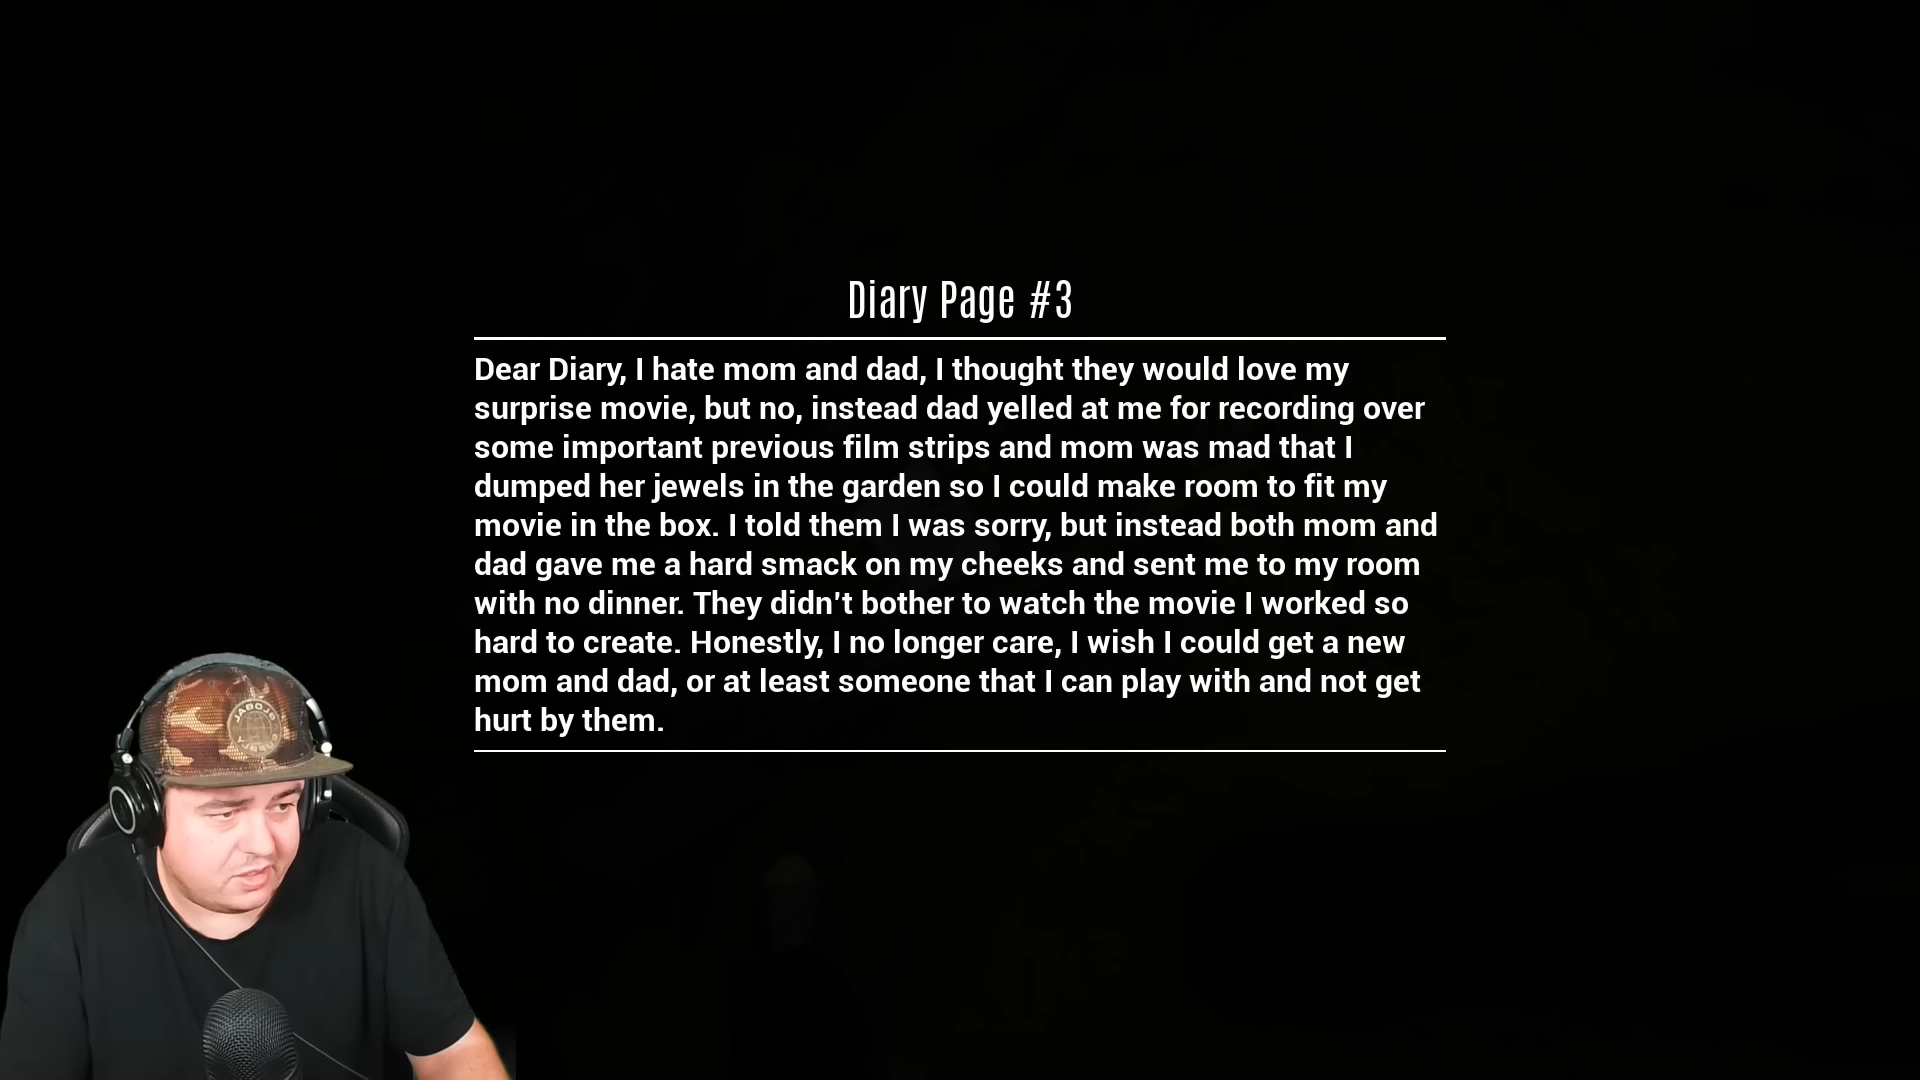 Diary Page #3
Dear Diary, I hate mom and dad, I thought they would love my
surprise movie, but no, instead dad yelled at me for recording over
some important previous film strips and mom was mad that I
dumped her jewels in the garden so I could make room to fit my
movie in the box. I told them I was sorry, but instead both mom and
dad gave me a hard smack on my cheeks and sent me to my room
with no dinner. They didn't bother to watch the movie I worked so
hard to create. Honestly, I no longer care, I wish I could get a new
mom and dad, or at least someone that I can play with and not get
hurt by them.